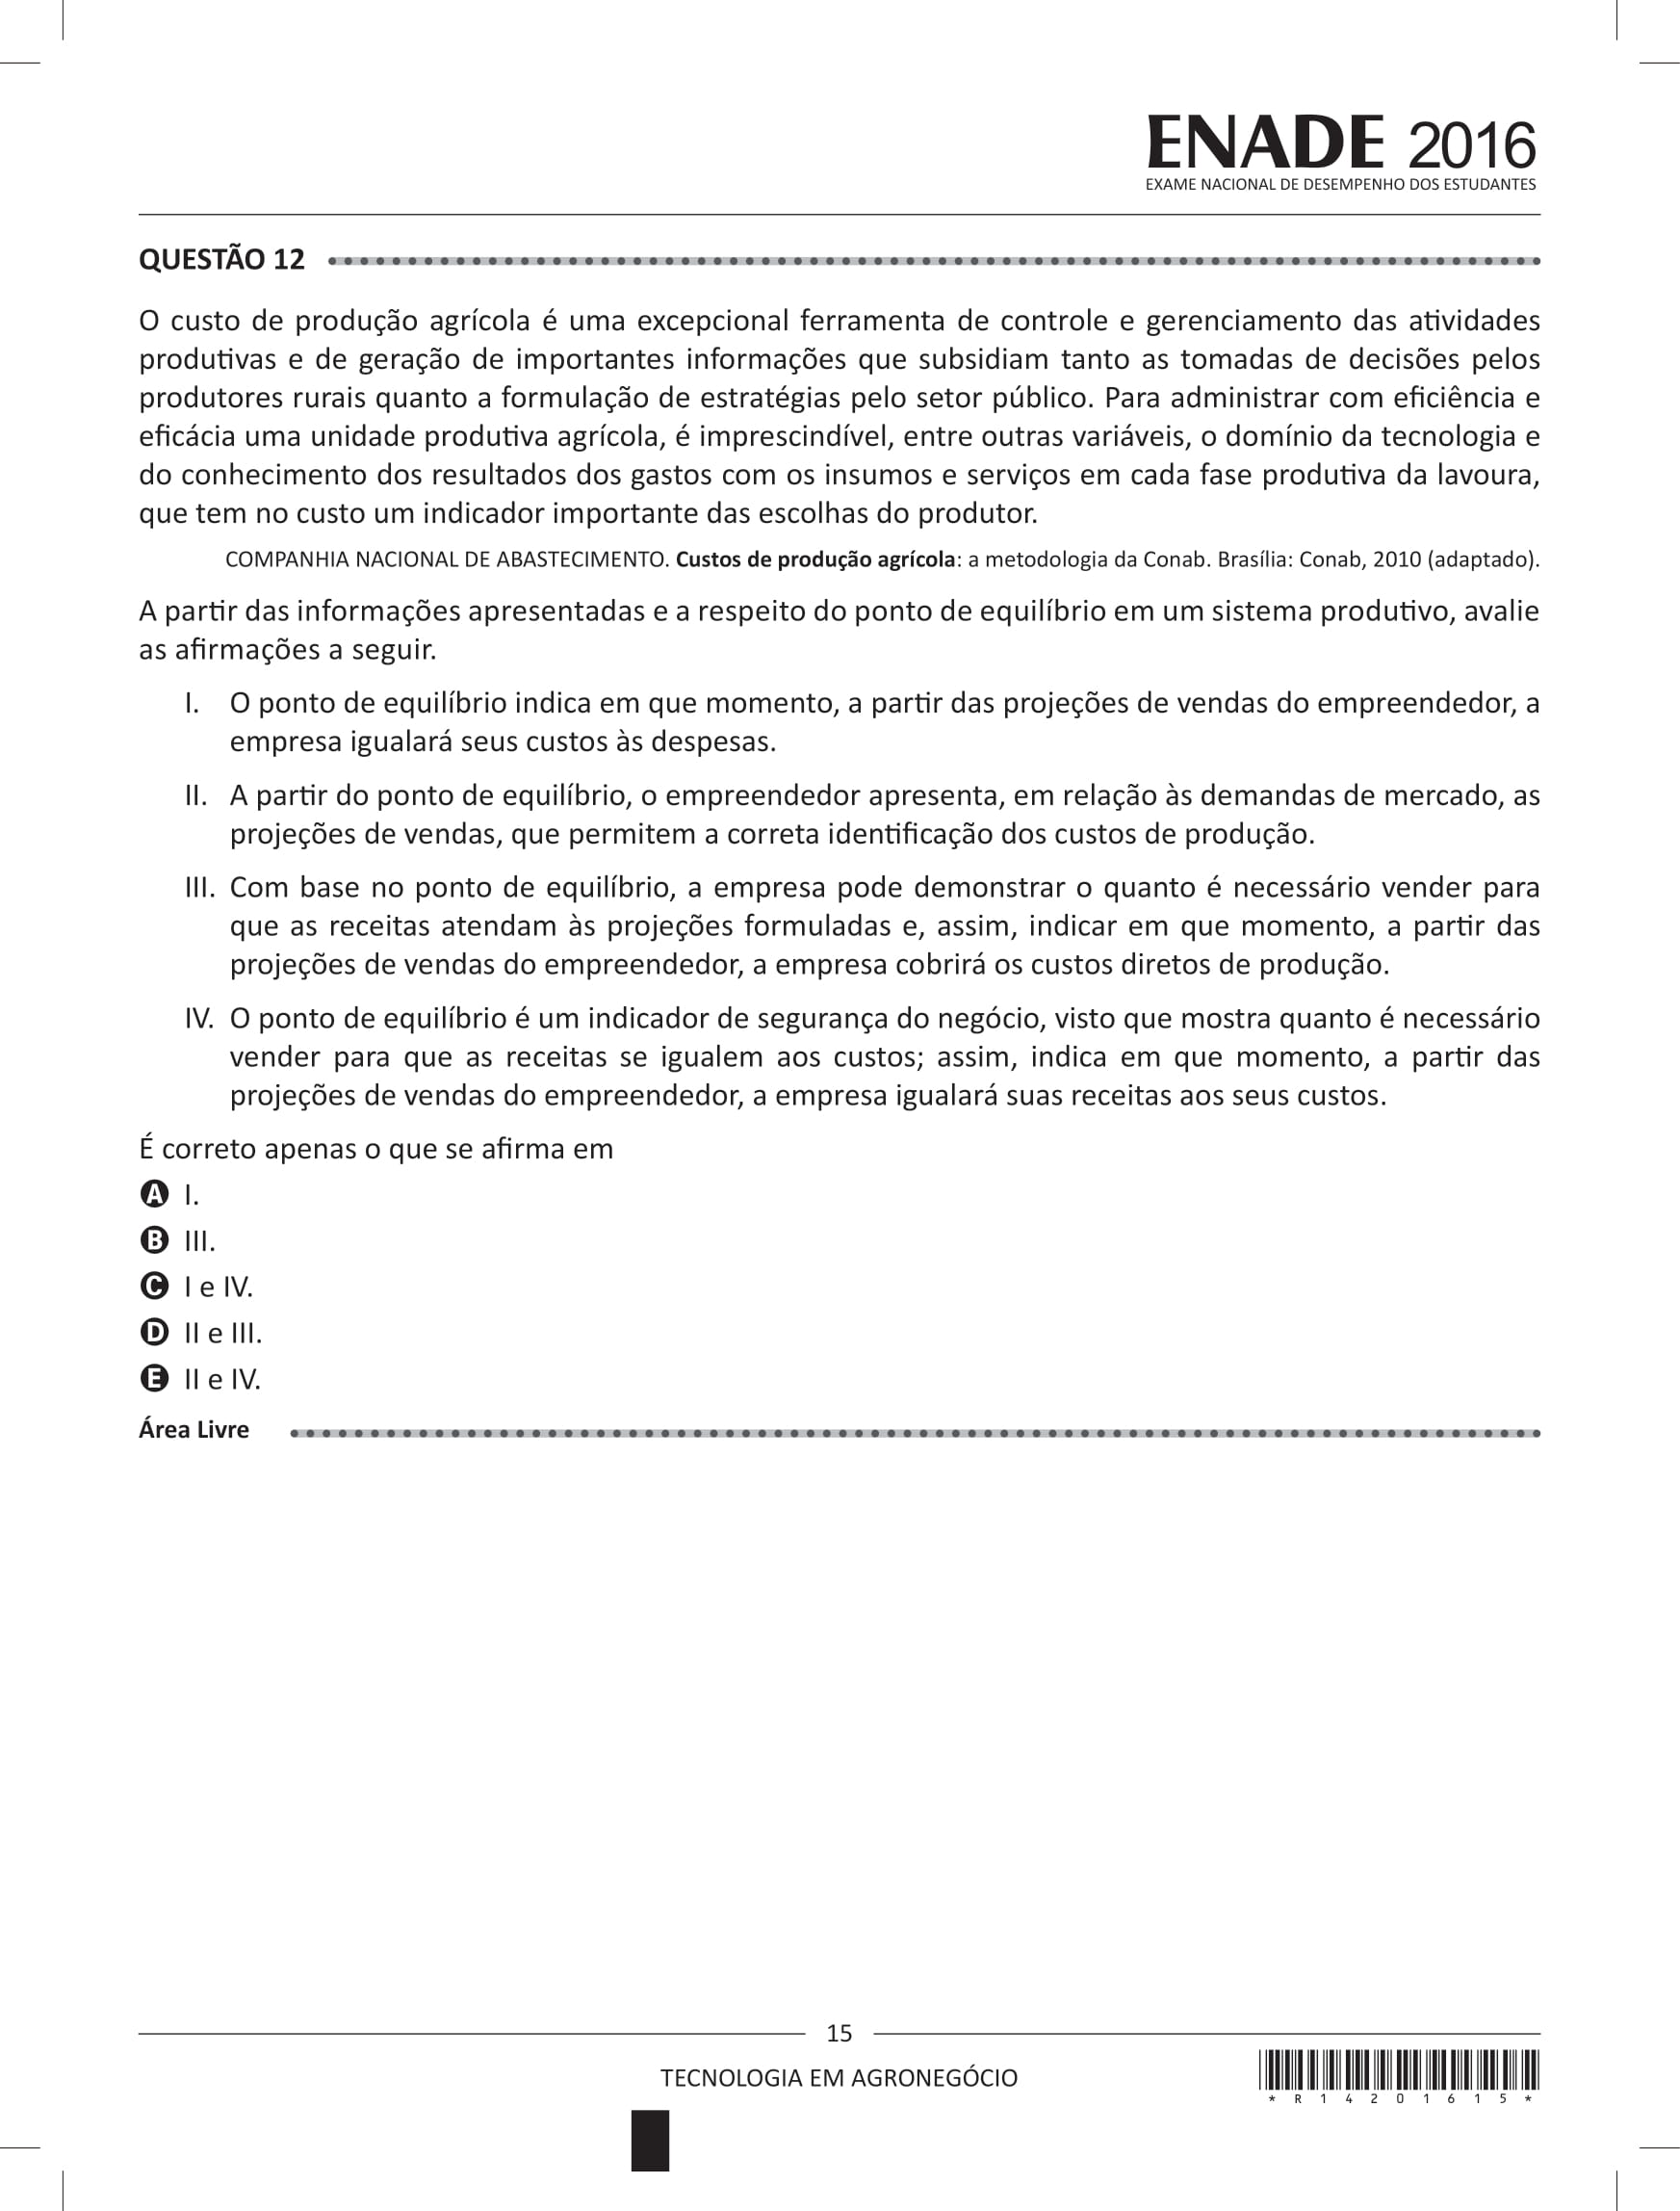 ENADE 2016
EXAME NACIONAL DE DESEMPENHO DOS ESTUDANTES
QUESTÃO 12
O custo de produção agrícola é uma excepcional ferramenta de controle e gerenciamento das atividades
produtivas e de geração de importantes informações que subsidiam tanto as tomadas de decisões pelos
produtores rurais quanto a formulação de estratégias pelo setor público. Para administrar com eficiência e
eficácia uma unidade produtiva agrícola, é imprescindível, entre outras variáveis, o domínio da tecnologia e
do conhecimento dos resultados dos gastos com os insumos e serviços em cada fase produtiva da lavoura,
que tem no custo um indicador importante das escolhas do produtor.
COMPANHIA NACIONAL DE ABASTECIMENTO. Custos de produção agrícola: a metodologia da Conab. Brasília: Conab, 2010 (adaptado).
A partir das informações apresentadas e a respeito do ponto de equilíbrio em um sistema produtivo, avalie
as afirmações a seguir.
I. O ponto de equilíbrio indica em que momento, a partir das projeções de vendas do empreendedor, a
empresa igualará seus custos às despesas.
II. A partir do ponto de equilíbrio, o empreendedor apresenta, em relação às demandas de mercado, as
projeções de vendas, que permitem a correta identificação dos custos de produção.
III. Com base no ponto de equilíbrio, a empresa pode demonstrar o quanto é necessário vender para
que as receitas atendam às projeções formuladas e, assim, indicar em que momento, a partir das
projeções de vendas do empreendedor, a empresa cobrirá os custos diretos de produção.
IV. O ponto de equilíbrio é um indicador de segurança do negócio, visto que mostra quanto é necessário
vender para que as receitas se igualem aos custos; assim, indica em que momento, a partir das
projeções de vendas do empreendedor, a empresa igualará suas receitas aos seus custos.
É correto apenas o que se afirma em
A I.
B III.
C I e IV.
D II e III.
E II e IV.
Área Livre
15
TECNOLOGIA EM AGRONEGÓCIO
* R 1 4 2 0 1 6 1 5 *